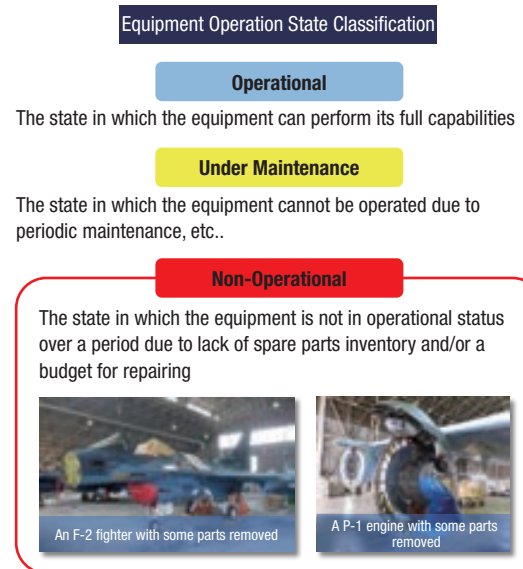 Equipment Operation State Classification
Operational
The state in which the equipment can perform its full capabilities
Under Maintenance
The state in which the equipment cannot be operated due to
periodic maintenance, etc..
Non-Operational
The state in which the equipment is not in operational status
over a period due to lack of spare parts inventory and/or a
budget for repairing
An F-2 fighter with some parts removed
A P-1 engine with some parts
removed